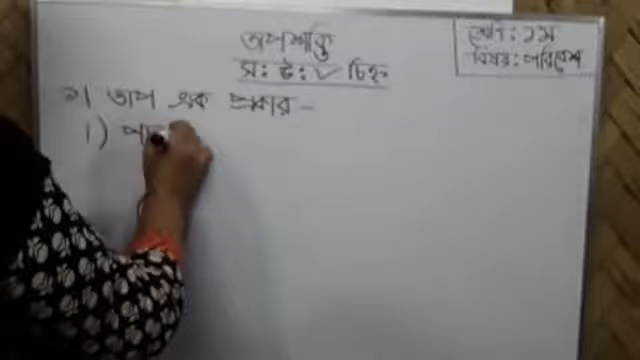 তাপশক্তি
স: উ: ✓ চিহ্ন
শ্রেণি: ১ম
বিষয়: পরিবেশ
১। তাপ এক প্রকার –
i)